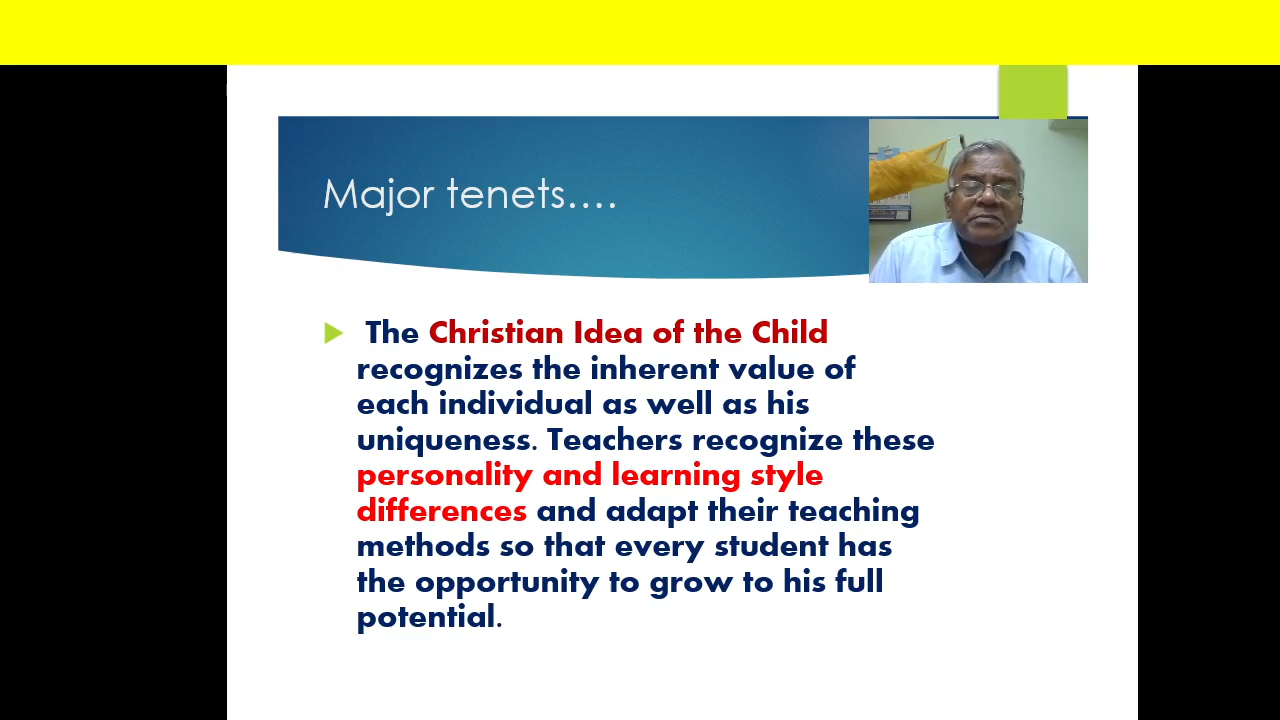 Major tenets....
The Christian Idea of the Child
recognizes the inherent value of
each individual as well as his
uniqueness. Teachers recognize these
personality and learning style
differences and adapt their teaching
methods so that every student has
the opportunity to grow to his full
potential.